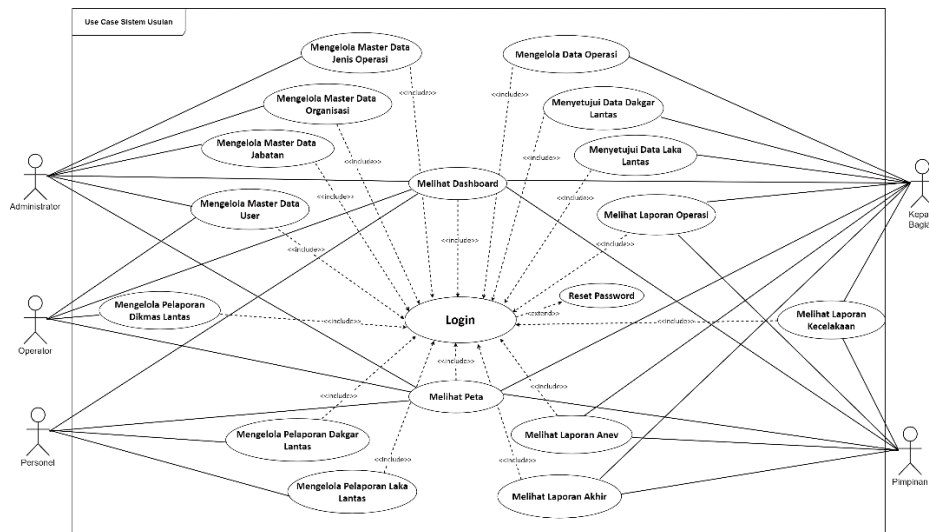 Use Case Sistem Usulan
Mengelola Master Data
Jenis Operasi
Mengelola Data Operasi
<<include>>
<<include>>
Mengelola Master Data
Organisasi
Menyetujui Data Dakgar
Lantas
<<include>>
Mengelola Master Data
Jabatan
<<include>>
Menyetujui Data Laka
Lantas
<<include>>
Administrator
Melihat Dashboard
Kepa
Bagia
Mengelola Master Data
User
<<include>>
<<include>>
Melihat Laporan Operasi
<<include>>
<<include>>
<<include>>
Mengelola Pelaporan
Dikmas Lantas
Reset Password
Operator
<<include>>
Login
<<extend>>
<<include>>
Melihat Laporan
Kecelakaan
<<include>>
Melihat Peta
<<include>>
<<include>>
Personel
Mengelola Pelaporan Dakgar
Lantas
<<include>>
Melihat Laporan Anev
<<include>>
Pimpinan
Mengelola Pelaporan Laka
Lantas
Melihat Laporan Akhir